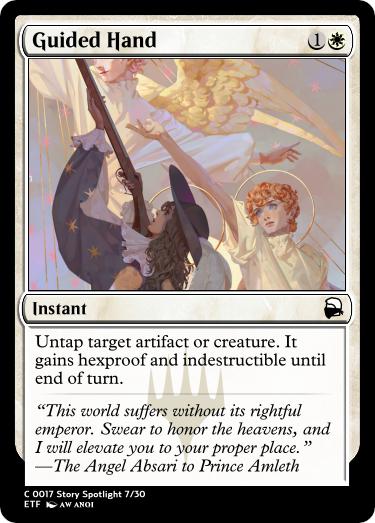 Guided Hand
1
Instant
Untap target artifact or creature. It
gains hexproof and indestructible until
end of turn.
“This world suffers without its rightful
emperor. Swear to honor the heavens, and
I will elevate you to your proper place.”
—The Angel Absari to Prince Amleth
C 0017 Story Spotlight 7/30
ETF AW ANOI